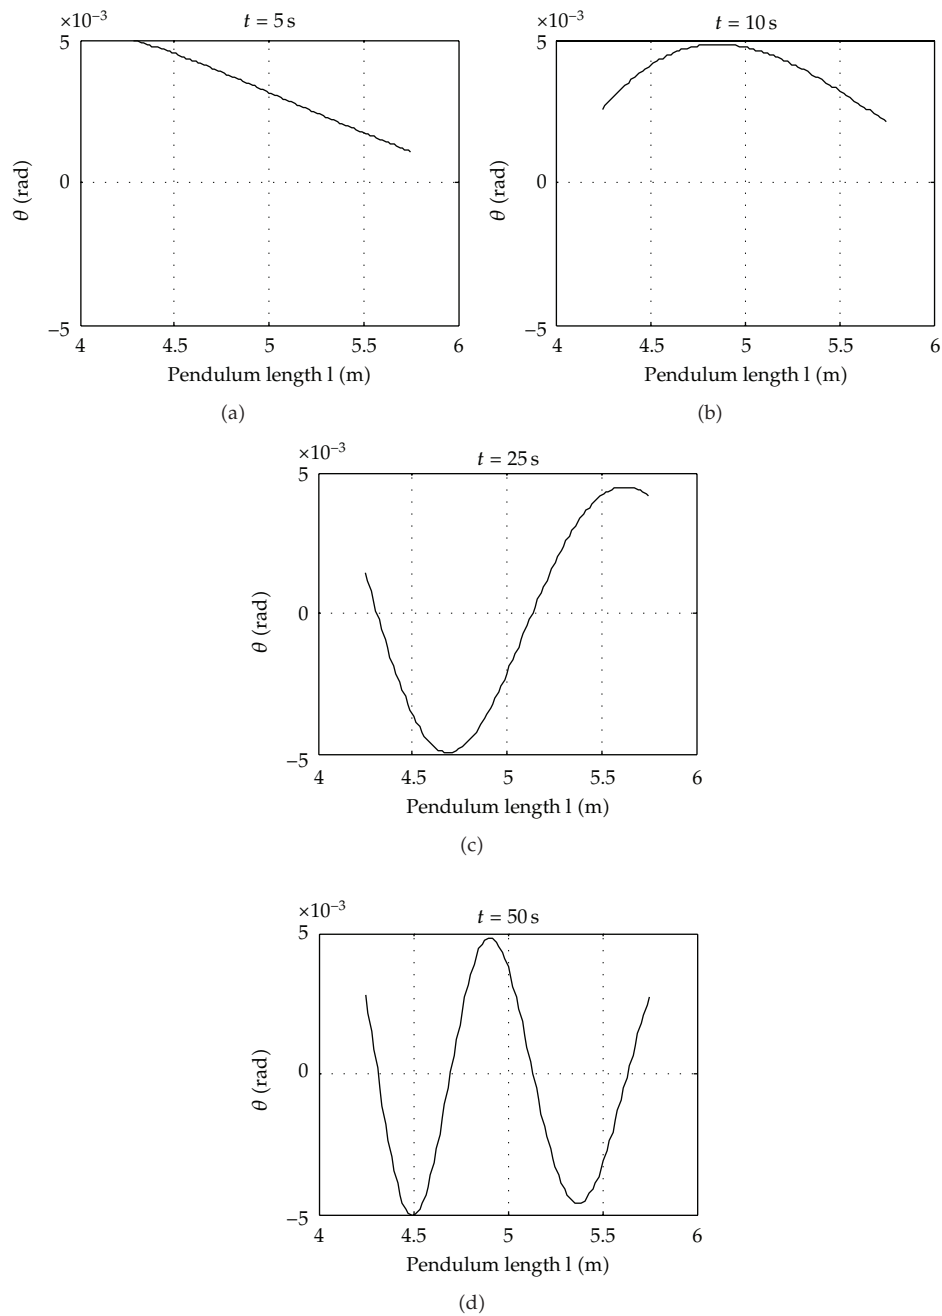 ×10⁻³
t = 5 s
5
0
−5
θ (rad)
4 4.5 5 5.5 6
Pendulum length l (m)
(a)
×10⁻³
t = 10 s
5
0
−5
θ (rad)
4 4.5 5 5.5 6
Pendulum length l (m)
(b)
×10⁻³
t = 25 s
5
0
−5
θ (rad)
4 4.5 5 5.5 6
Pendulum length l (m)
(c)
×10⁻³
t = 50 s
5
0
−5
θ (rad)
4 4.5 5 5.5 6
Pendulum length l (m)
(d)